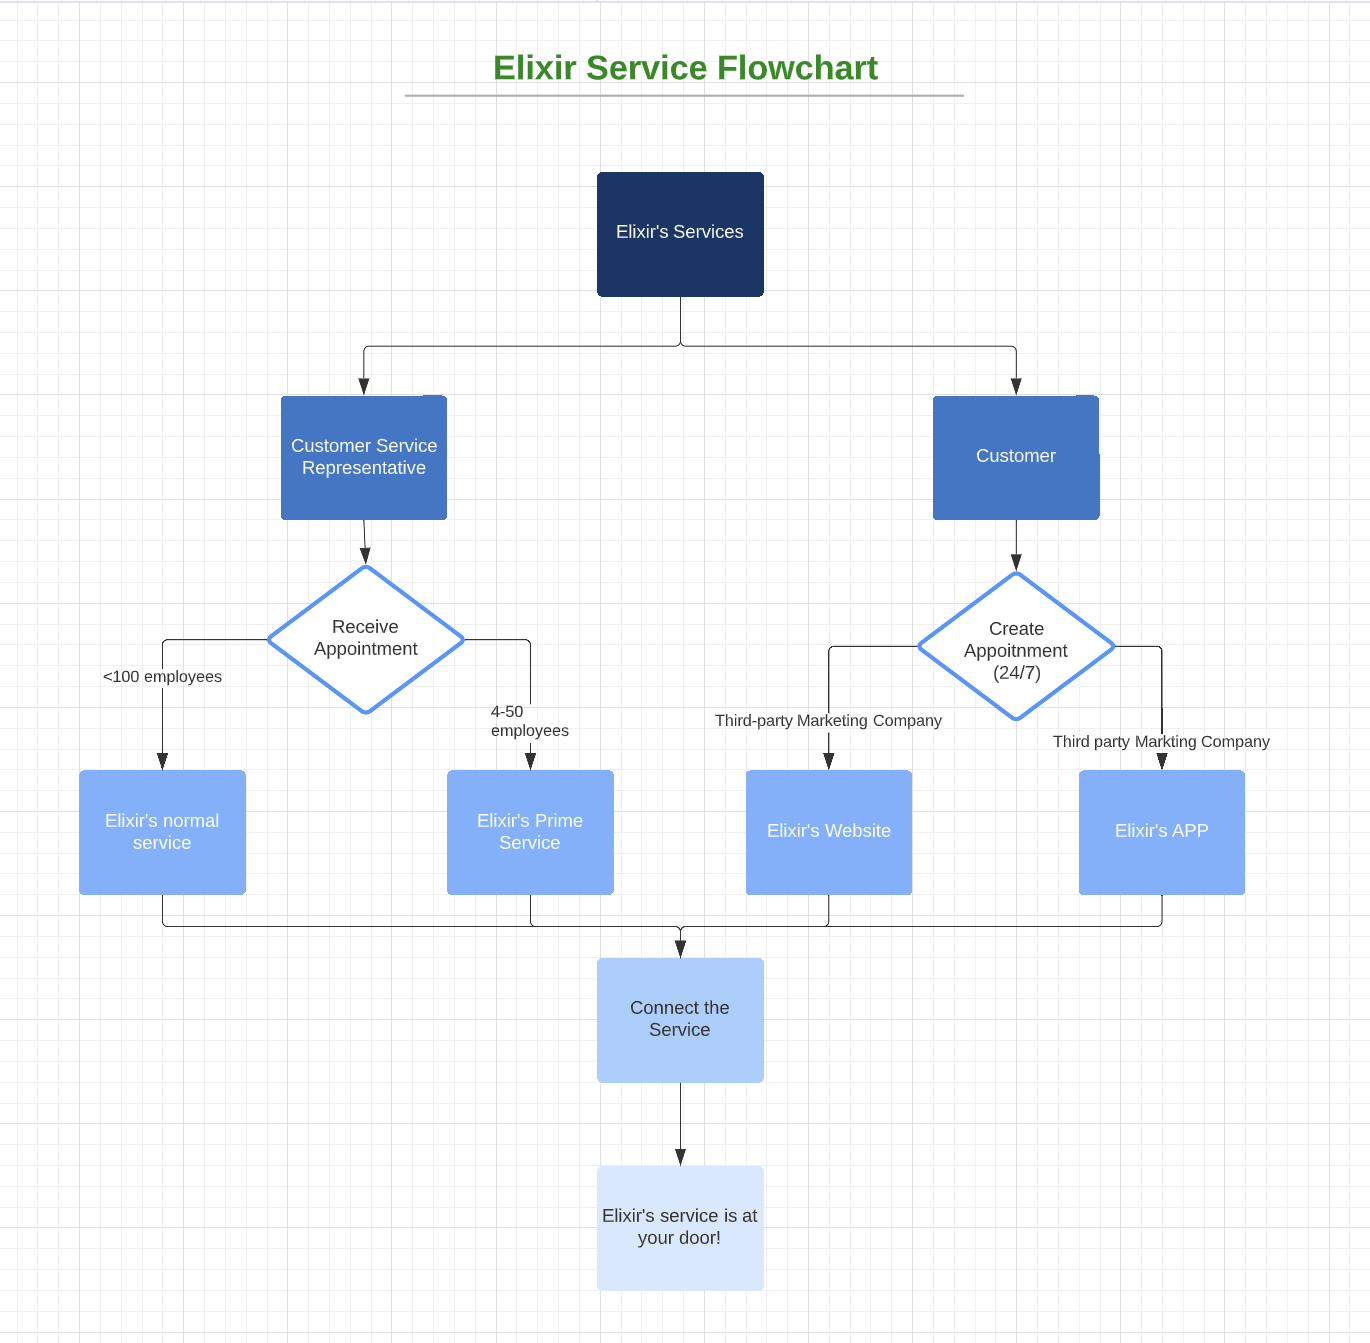 Elixir Service Flowchart
Elixir's Services
Customer Service
Representative
Customer
Receive
Appointment
Create
Appoitnment
(24/7)
<100 employees
4-50
employees
Third-party Marketing Company
Third party Markting Company
Elixir's normal
service
Elixir's Prime
Service
Elixir's Website
Elixir's APP
Connect the
Service
Elixir's service is at
your door!